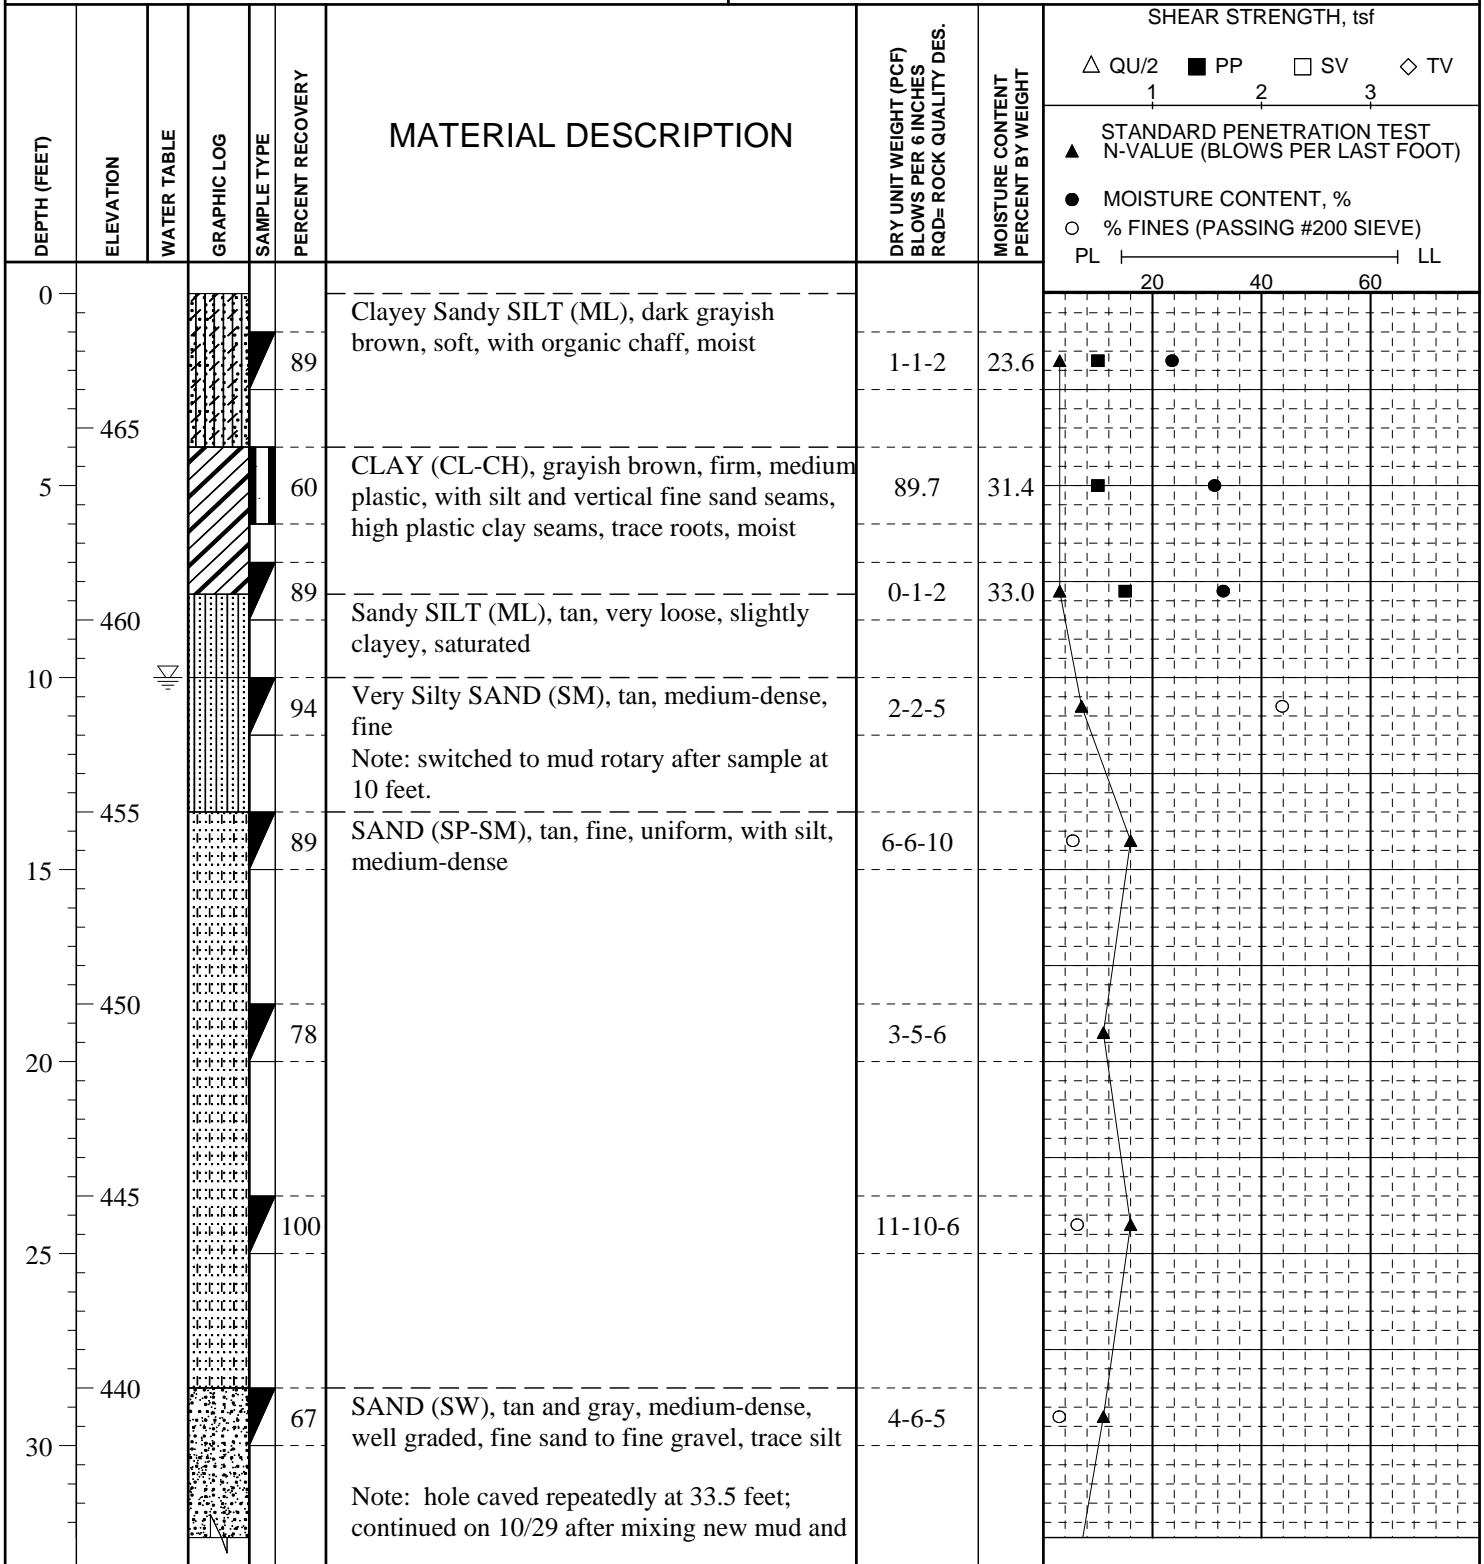 SHEAR STRENGTH, tsf
QU/2 PP SV TV
1 2 3
STANDARD PENETRATION TEST
N-VALUE (BLOWS PER LAST FOOT)
MOISTURE CONTENT, %
% FINES (PASSING #200 SIEVE)
PL LL
20 40 60
DEPTH (FEET)
ELEVATION
WATER TABLE
GRAPHIC LOG
SAMPLE TYPE
PERCENT RECOVERY
MATERIAL DESCRIPTION
DRY UNIT WEIGHT (PCF)
BLOWS PER 6 INCHES
RQD= ROCK QUALITY DES.
MOISTURE CONTENT
PERCENT BY WEIGHT
0
Clayey Sandy SILT (ML), dark grayish
brown, soft, with organic chaff, moist
89 1-1-2 23.6
465
CLAY (CL-CH), grayish brown, firm, medium
5 60 89.7 31.4
plastic, with silt and vertical fine sand seams,
high plastic clay seams, trace roots, moist
89 0-1-2 33.0
460
Sandy SILT (ML), tan, very loose, slightly
clayey, saturated
10
94 2-2-5
Very Silty SAND (SM), tan, medium-dense,
fine
Note: switched to mud rotary after sample at
10 feet.
455
SAND (SP-SM), tan, fine, uniform, with silt,
89 6-6-10
medium-dense
15
450
78 3-5-6
20
445
100 11-10-6
25
440
SAND (SW), tan and gray, medium-dense,
67 4-6-5
well graded, fine sand to fine gravel, trace silt
30
Note: hole caved repeatedly at 33.5 feet;
continued on 10/29 after mixing new mud and